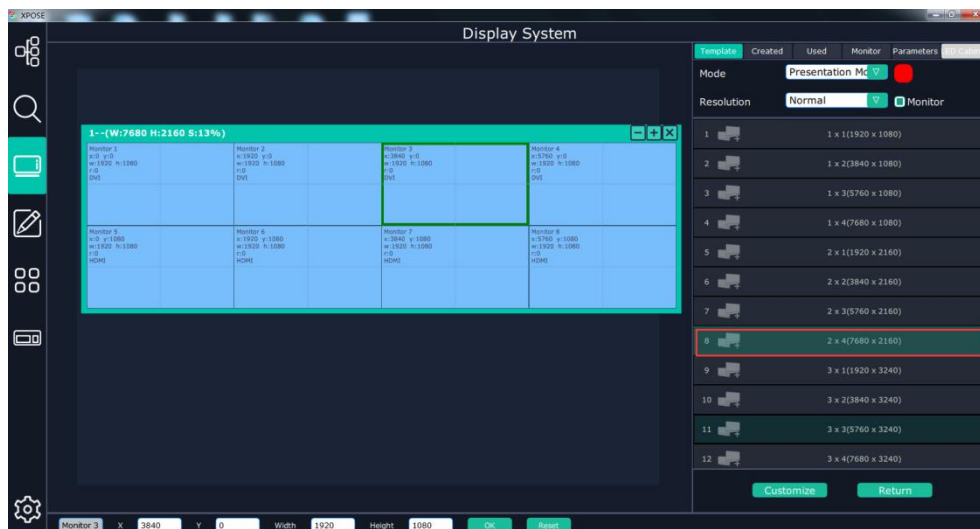 XPOSE
Display System
Template Created Used Monitor Parameters
Mode Presentation Mo
Resolution Normal Monitor
1--(W:7680 H:2160 S:13%)
Monitor 1
x:0 y:0
w:1920 h:1080
r:0
DVI
Monitor 2
x:1920 y:0
w:1920 h:1080
r:0
DVI
Monitor 3
x:3840 y:0
w:1920 h:1080
r:0
DVI
Monitor 4
x:5760 y:0
w:1920 h:1080
r:0
DVI
Monitor 5
x:0 y:1080
w:1920 h:1080
r:0
HDMI
Monitor 6
x:1920 y:1080
w:1920 h:1080
r:0
HDMI
Monitor 7
x:3840 y:1080
w:1920 h:1080
r:0
HDMI
Monitor 8
x:5760 y:1080
w:1920 h:1080
r:0
HDMI
1 1 x 1(1920 x 1080)
2 1 x 2(3840 x 1080)
3 1 x 3(5760 x 1080)
4 1 x 4(7680 x 1080)
5 2 x 1(1920 x 2160)
6 2 x 2(3840 x 2160)
7 2 x 3(5760 x 2160)
8 2 x 4(7680 x 2160)
9 3 x 1(1920 x 3240)
10 3 x 2(3840 x 3240)
11 3 x 3(5760 x 3240)
12 3 x 4(7680 x 3240)
Customize Return
Monitor 3 X 3840 Y 0 Width 1920 Height 1080 OK Reset